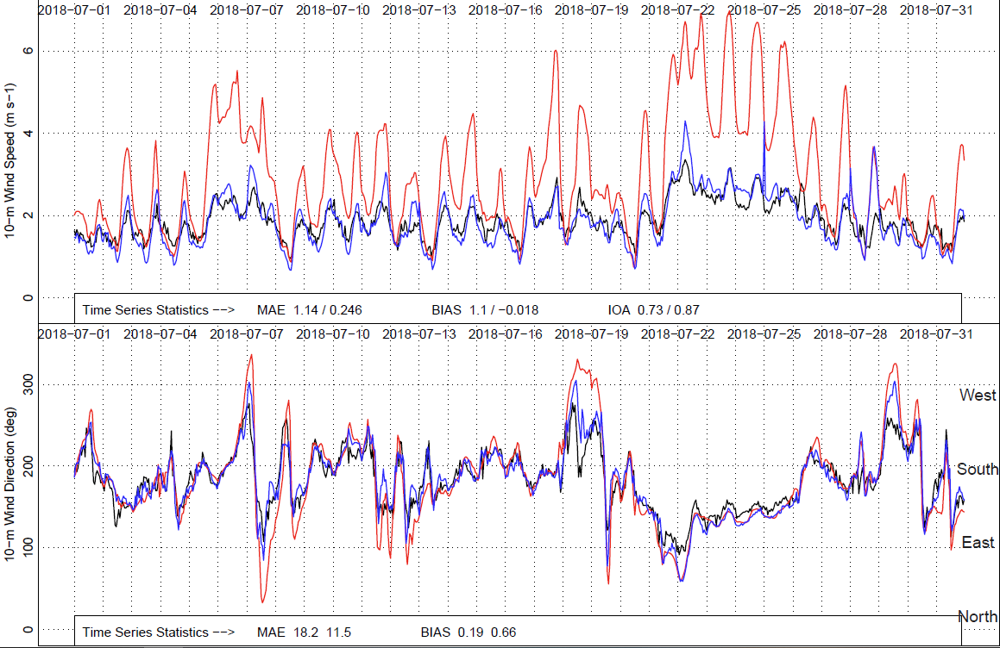 2018−07−01 2018−07−04 2018−07−07 2018−07−10 2018−07−13 2018−07−16 2018−07−19 2018−07−22 2018−07−25 2018−07−28 2018−07−31
6
4
2
0
10−m Wind Speed (m s−1)
Time Series Statistics −−> MAE 1.14 / 0.246 BIAS 1.1 / −0.018 IOA 0.73 / 0.87
2018−07−01 2018−07−04 2018−07−07 2018−07−10 2018−07−13 2018−07−16 2018−07−19 2018−07−22 2018−07−25 2018−07−28 2018−07−31
300
200
100
0
10−m Wind Direction (deg)
West
South
East
North
Time Series Statistics −−> MAE 18.2 11.5 BIAS 0.19 0.66